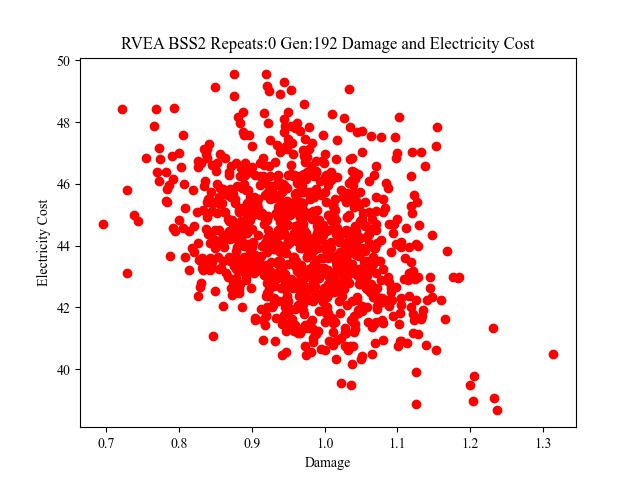 RVEA BSS2 Repeats:0 Gen:192 Damage and Electricity Cost
50
48
46
44
42
40
Electricity Cost
0.7 0.8 0.9 1.0 1.1 1.2 1.3
Damage